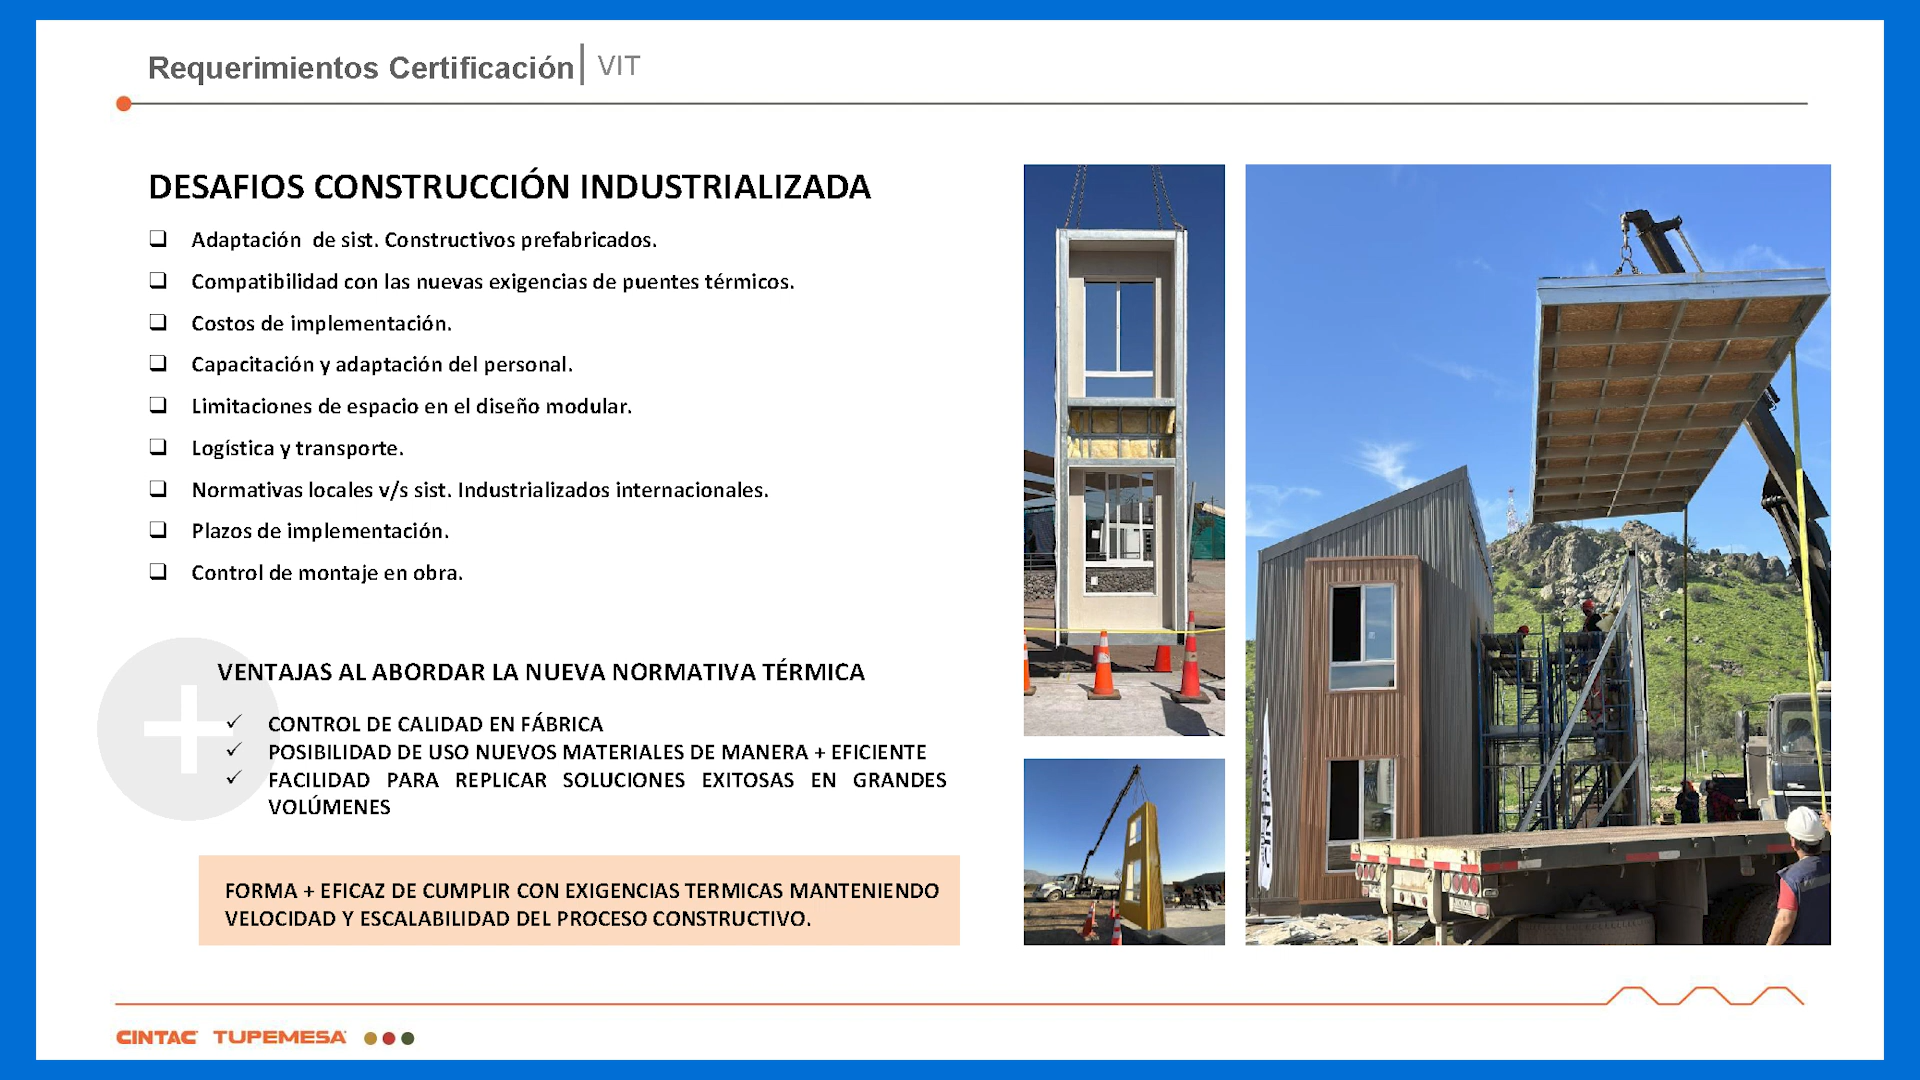 Requerimientos Certificación| VIT
DESAFIOS CONSTRUCCIÓN INDUSTRIALIZADA
❑ Adaptación de sist. Constructivos prefabricados.
❑ Compatibilidad con las nuevas exigencias de puentes térmicos.
❑ Costos de implementación.
❑ Capacitación y adaptación del personal.
❑ Limitaciones de espacio en el diseño modular.
❑ Logística y transporte.
❑ Normativas locales v/s sist. Industrializados internacionales.
❑ Plazos de implementación.
❑ Control de montaje en obra.
VENTAJAS AL ABORDAR LA NUEVA NORMATIVA TÉRMICA
✓ CONTROL DE CALIDAD EN FÁBRICA
✓ POSIBILIDAD DE USO NUEVOS MATERIALES DE MANERA + EFICIENTE
✓ FACILIDAD PARA REPLICAR SOLUCIONES EXITOSAS EN GRANDES
VOLÚMENES
FORMA + EFICAZ DE CUMPLIR CON EXIGENCIAS TERMICAS MANTENIENDO
VELOCIDAD Y ESCALABILIDAD DEL PROCESO CONSTRUCTIVO.
CINTAC TUPEMESA